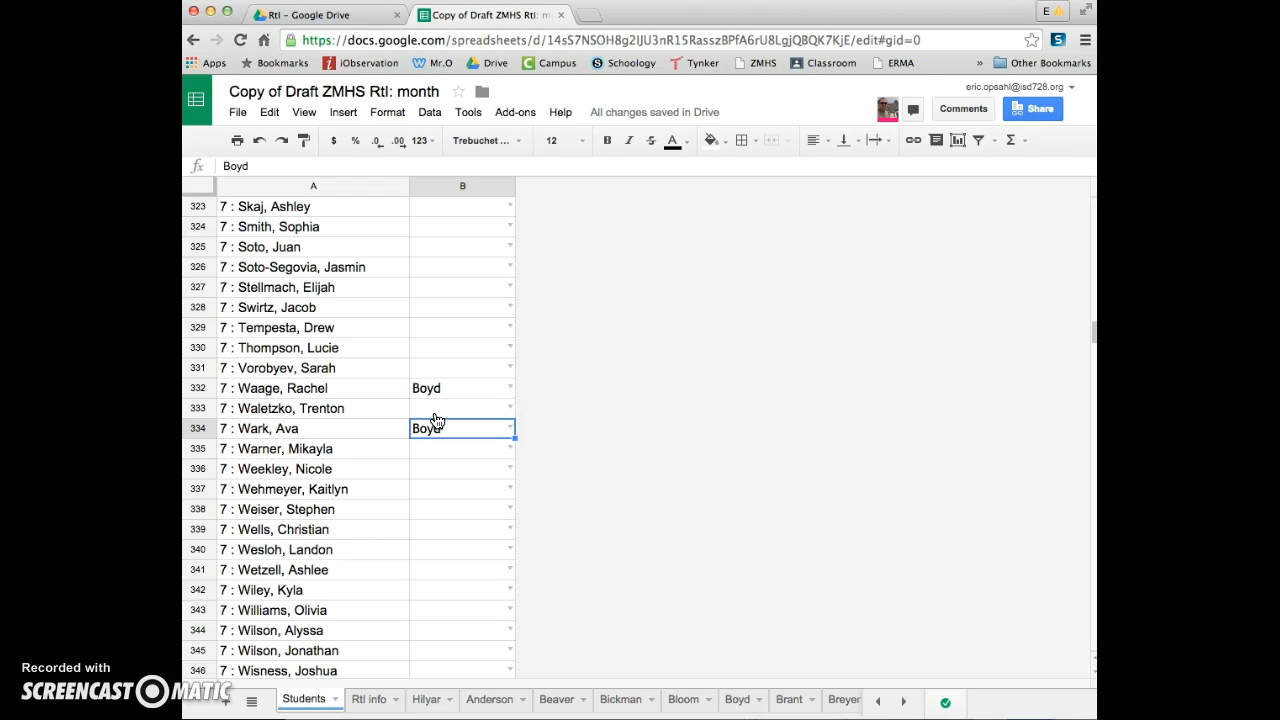 RtI – Google Drive
Copy of Draft ZMHS RtI: m
E
https://docs.google.com/spreadsheets/d/14sS7NSOH8g2IJU3nR15RasszBPfA6rU8LgjQBQK7KjE/edit#gid=0
Apps Bookmarks iObservation Mr.O Drive Campus Schoology Tynker ZMHS Classroom ERMA » Other Bookmarks
Copy of Draft ZMHS RtI: month
eric.opsahl@isd728.org
File Edit View Insert Format Data Tools Add-ons Help All changes saved in Drive
Comments Share
$ % .0 .00 123 Trebuchet ... 12 B I S A Σ
fx Boyd
A B
323 7 : Skaj, Ashley
324 7 : Smith, Sophia
325 7 : Soto, Juan
326 7 : Soto-Segovia, Jasmin
327 7 : Stellmach, Elijah
328 7 : Swirtz, Jacob
329 7 : Tempesta, Drew
330 7 : Thompson, Lucie
331 7 : Vorobyev, Sarah
332 7 : Waage, Rachel Boyd
333 7 : Waletzko, Trenton
334 7 : Wark, Ava Boyd
335 7 : Warner, Mikayla
336 7 : Weekley, Nicole
337 7 : Wehmeyer, Kaitlyn
338 7 : Weiser, Stephen
339 7 : Wells, Christian
340 7 : Wesloh, Landon
341 7 : Wetzell, Ashlee
342 7 : Wiley, Kyla
343 7 : Williams, Olivia
344 7 : Wilson, Alyssa
345 7 : Wilson, Jonathan
346 7 : Wisness, Joshua
Students RtI info Hilyar Anderson Beaver Bickman Bloom Boyd Brant Breyer
Recorded with
SCREENCAST MATIC